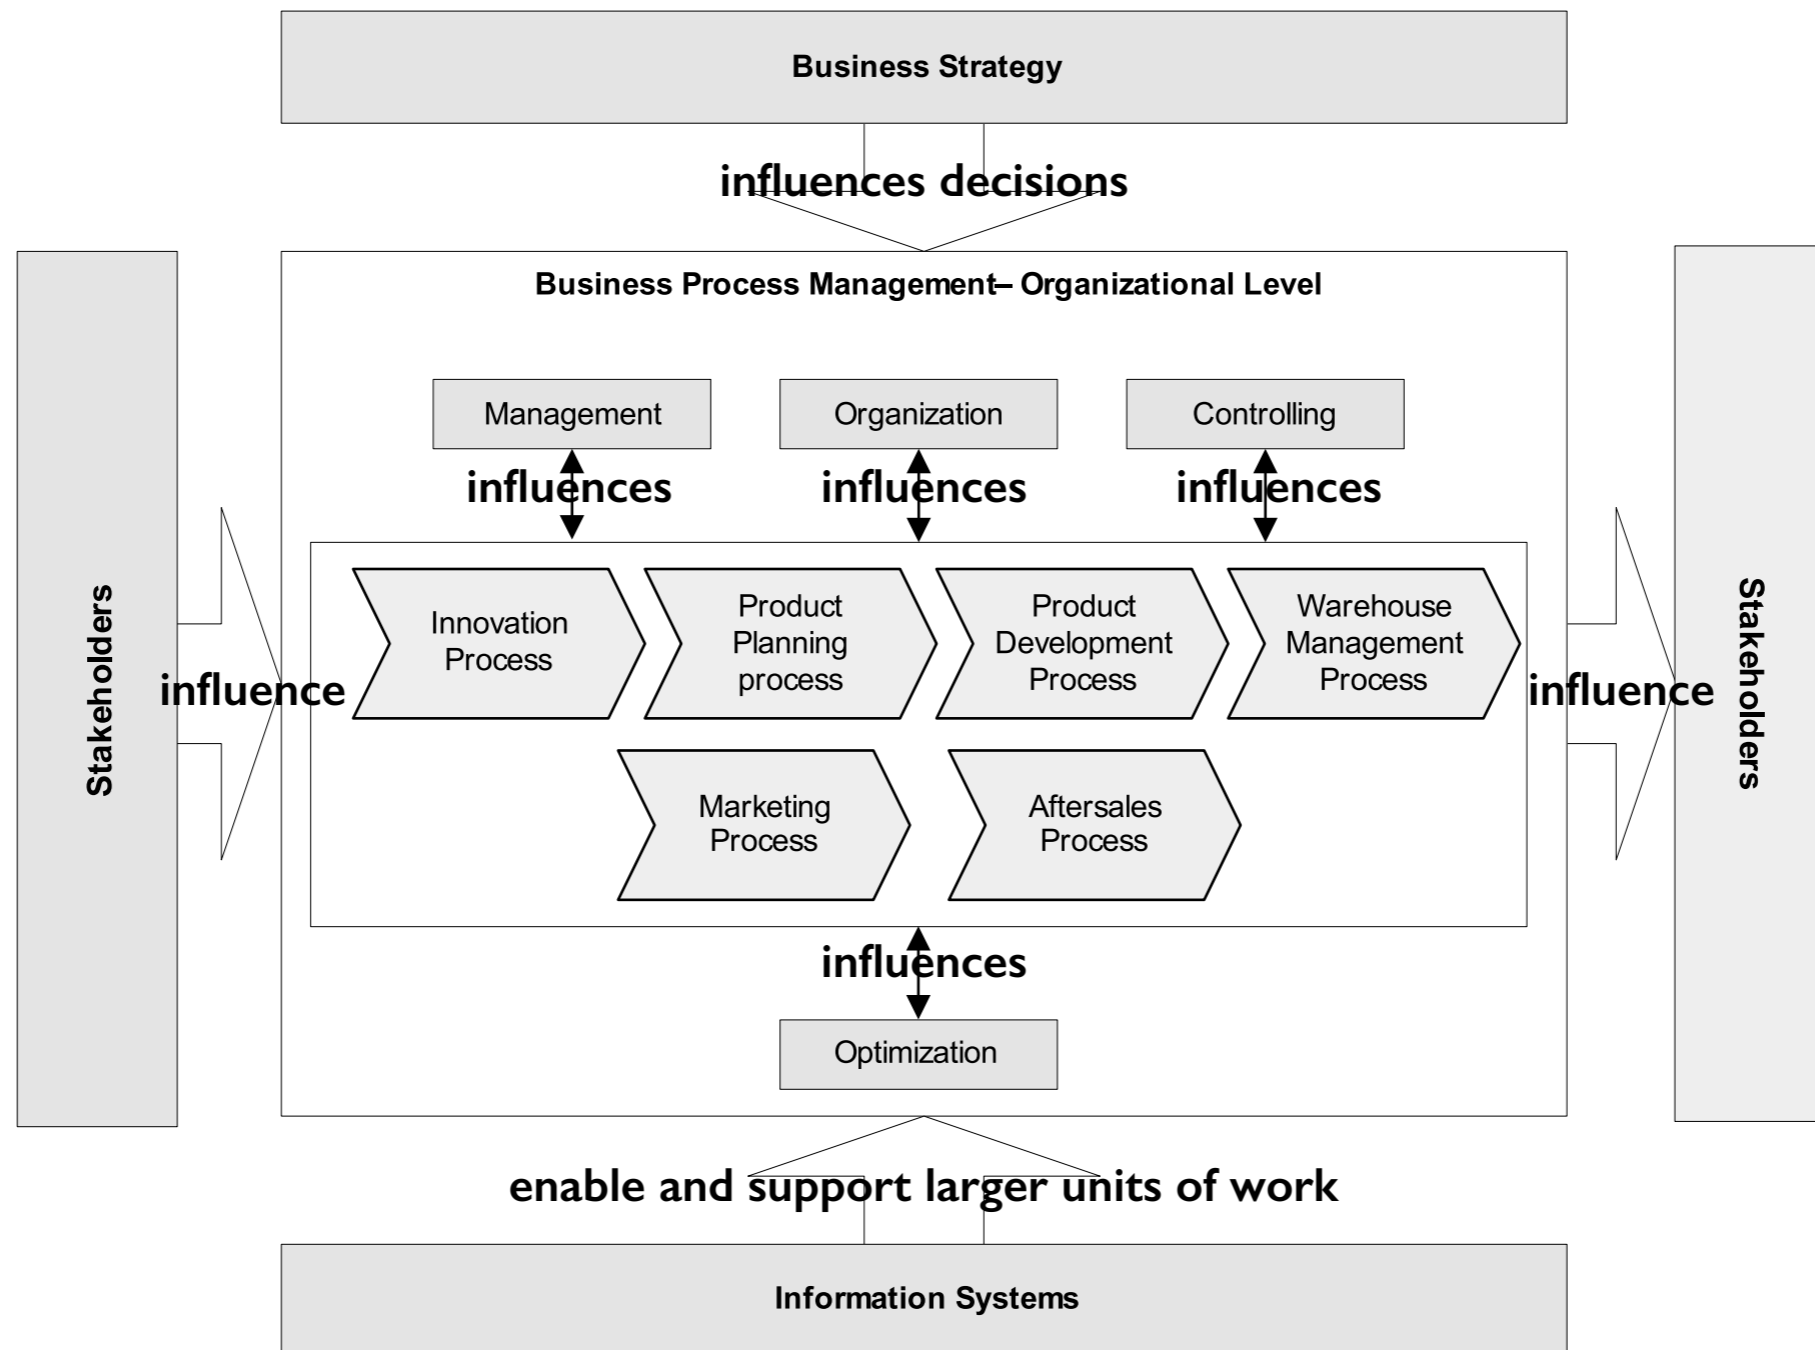 Business Strategy
influences decisions
Business Process Management– Organizational Level
Management
Organization
Controlling
influences
influences
influences
Stakeholders
influence
Innovation
Process
Product
Planning
process
Product
Development
Process
Warehouse
Management
Process
influence
Stakeholders
Marketing
Process
Aftersales
Process
influences
Optimization
enable and support larger units of work
Information Systems